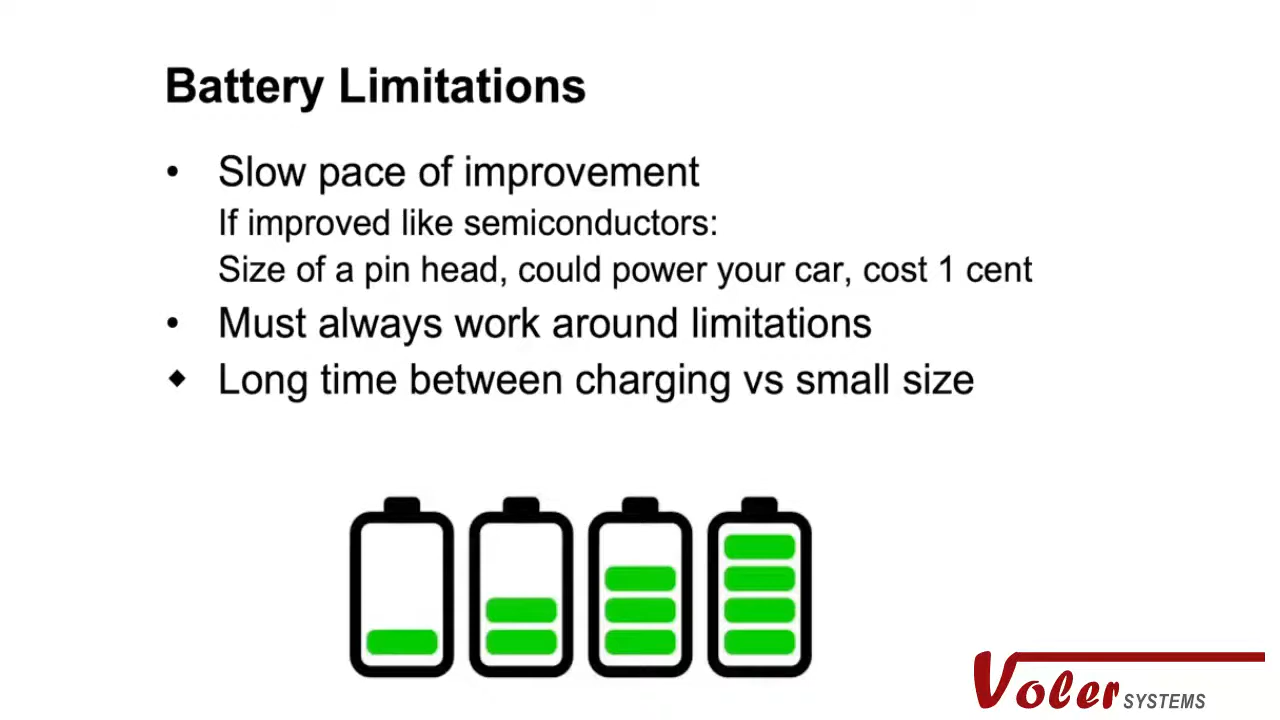 Battery Limitations
• Slow pace of improvement
If improved like semiconductors:
Size of a pin head, could power your car, cost 1 cent
• Must always work around limitations
◆ Long time between charging vs small size
Voler SYSTEMS